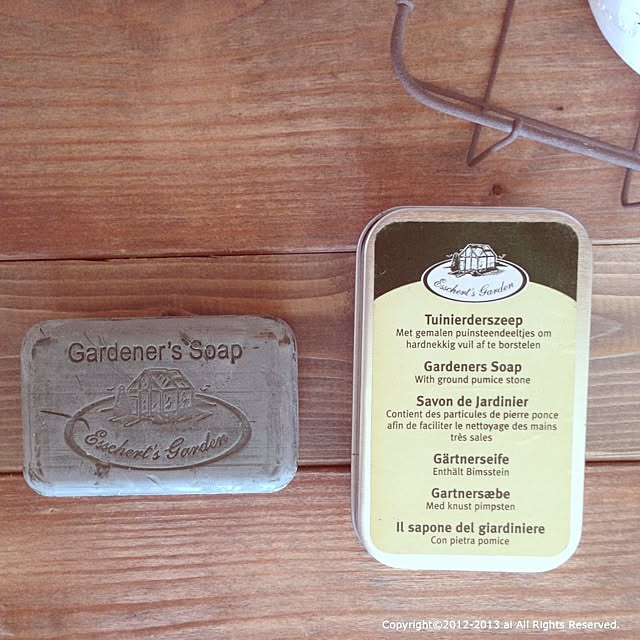 Gardener's Soap
Esschert's Garden
Esschert's Garden
Tuinierderszeep
Met gemalen puinsteendeeltjes om
hardnekkig vuil af te borstelen
Gardeners Soap
With ground pumice stone
Savon de Jardinier
Contient des particules de pierre ponce
afin de faciliter le nettoyage des mains
très sales
Gärtnerseife
Enthält Bimsstein
Gartnersæbe
Med knust pimpsten
Il sapone del giardiniere
Con pietra pomice
Copyright©2012-2013 ai All Rights Reserved.